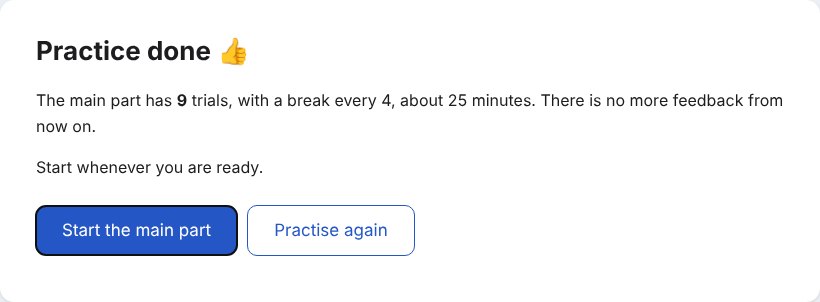 Practice done 👍
The main part has 9 trials, with a break every 4, about 25 minutes. There is no more feedback from
now on.
Start whenever you are ready.
Start the main part
Practise again